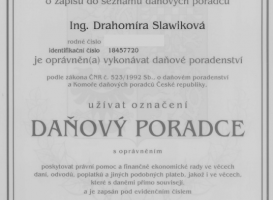 o zápisu do seznamu daňových poradců
Ing. Drahomíra Slawiková
rodné číslo
identifikační číslo 18457720
je oprávněn(a) vykonávat daňové poradenství
podle zákona ČNR č. 523/1992 Sb., o daňovém poradenství
a Komoře daňových poradců České republiky.
užívat označení
DAŇOVÝ PORADCE
s oprávněním
poskytovat právní pomoc a finančně ekonomické rady ve věcech
daní, odvodů, poplatků a jiných podobných plateb, jakož i ve věcech,
které s daněmi přímo souvisejí,
a je zapsán pod evidenčním číslem